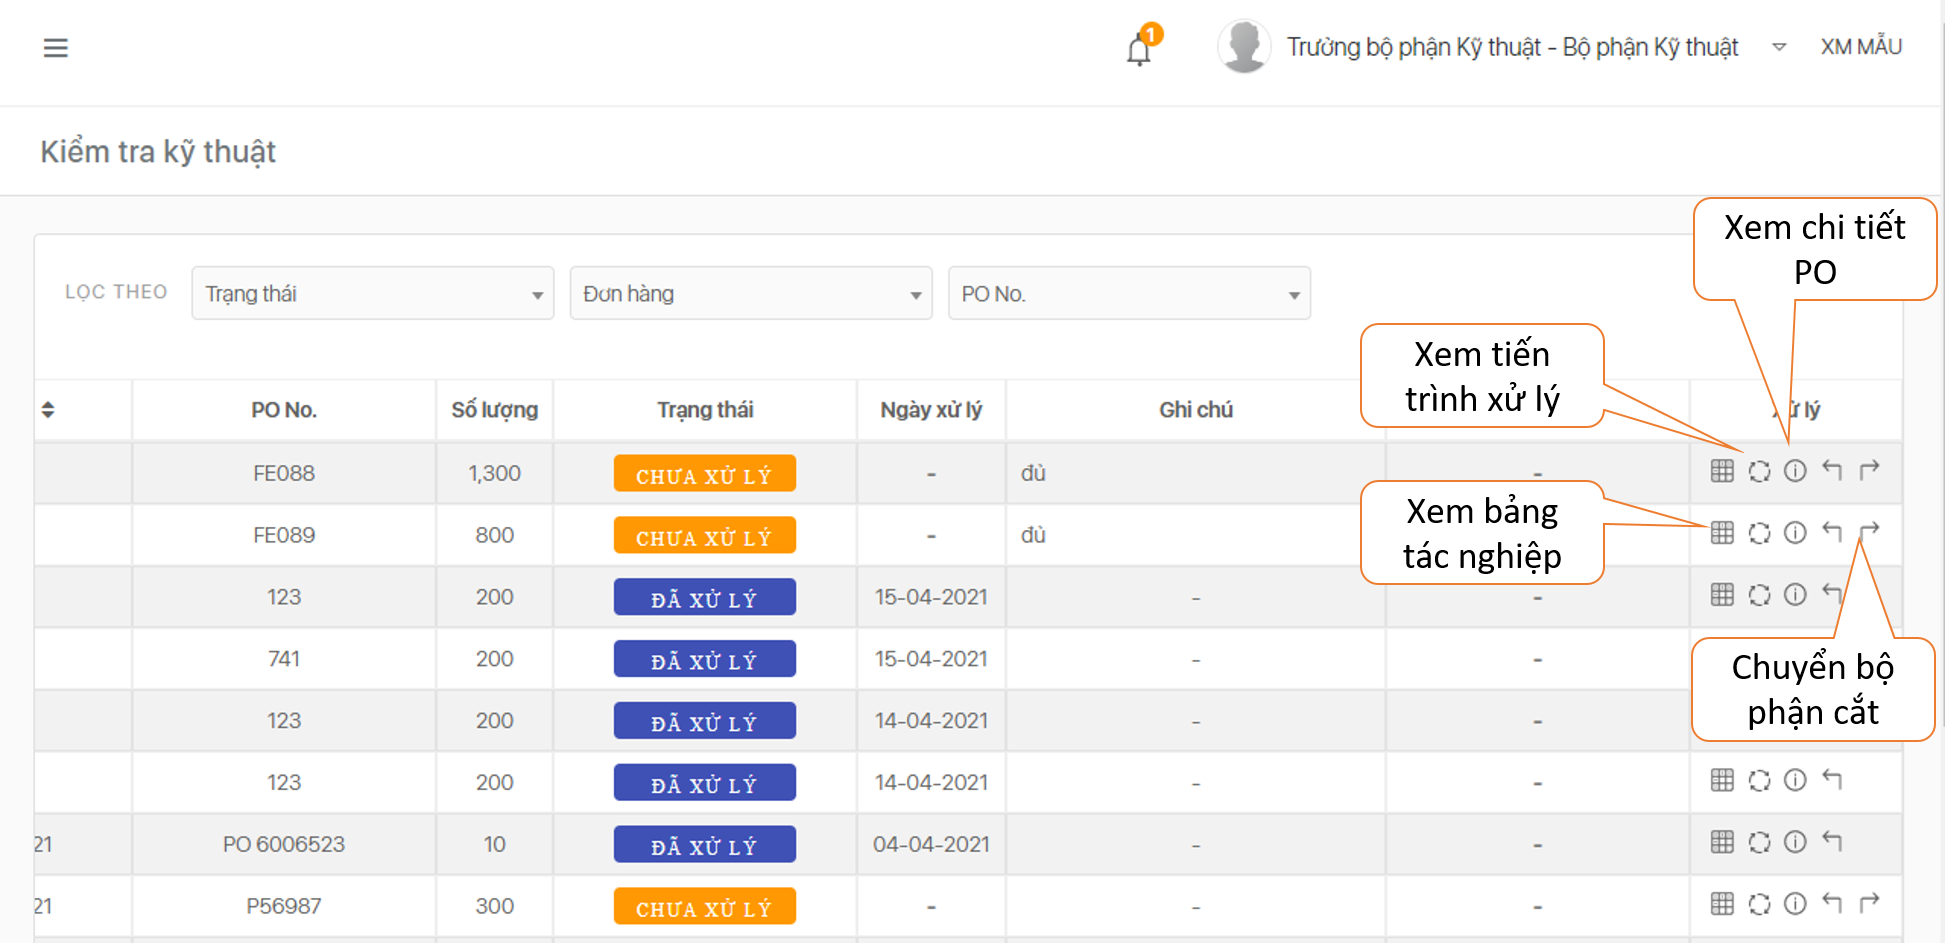 1
Trưởng bộ phận Kỹ thuật - Bộ phận Kỹ thuật
XM MẪU
Kiểm tra kỹ thuật
LỌC THEO
Trạng thái
Đơn hàng
PO No.
Xem chi tiết
PO
Xem tiến
trình xử lý
PO No. Số lượng Trạng thái Ngày xử lý Ghi chú lý
FE088 1,300 CHƯA XỬ LÝ - đủ -
FE089 800 CHƯA XỬ LÝ - đủ
Xem bảng
tác nghiệp
123 200 ĐÃ XỬ LÝ 15-04-2021 - -
741 200 ĐÃ XỬ LÝ 15-04-2021 - -
Chuyển bộ
phận cắt
123 200 ĐÃ XỬ LÝ 14-04-2021 - -
123 200 ĐÃ XỬ LÝ 14-04-2021 - -
21 PO 6006523 10 ĐÃ XỬ LÝ 04-04-2021 - -
21 P56987 300 CHƯA XỬ LÝ - - -